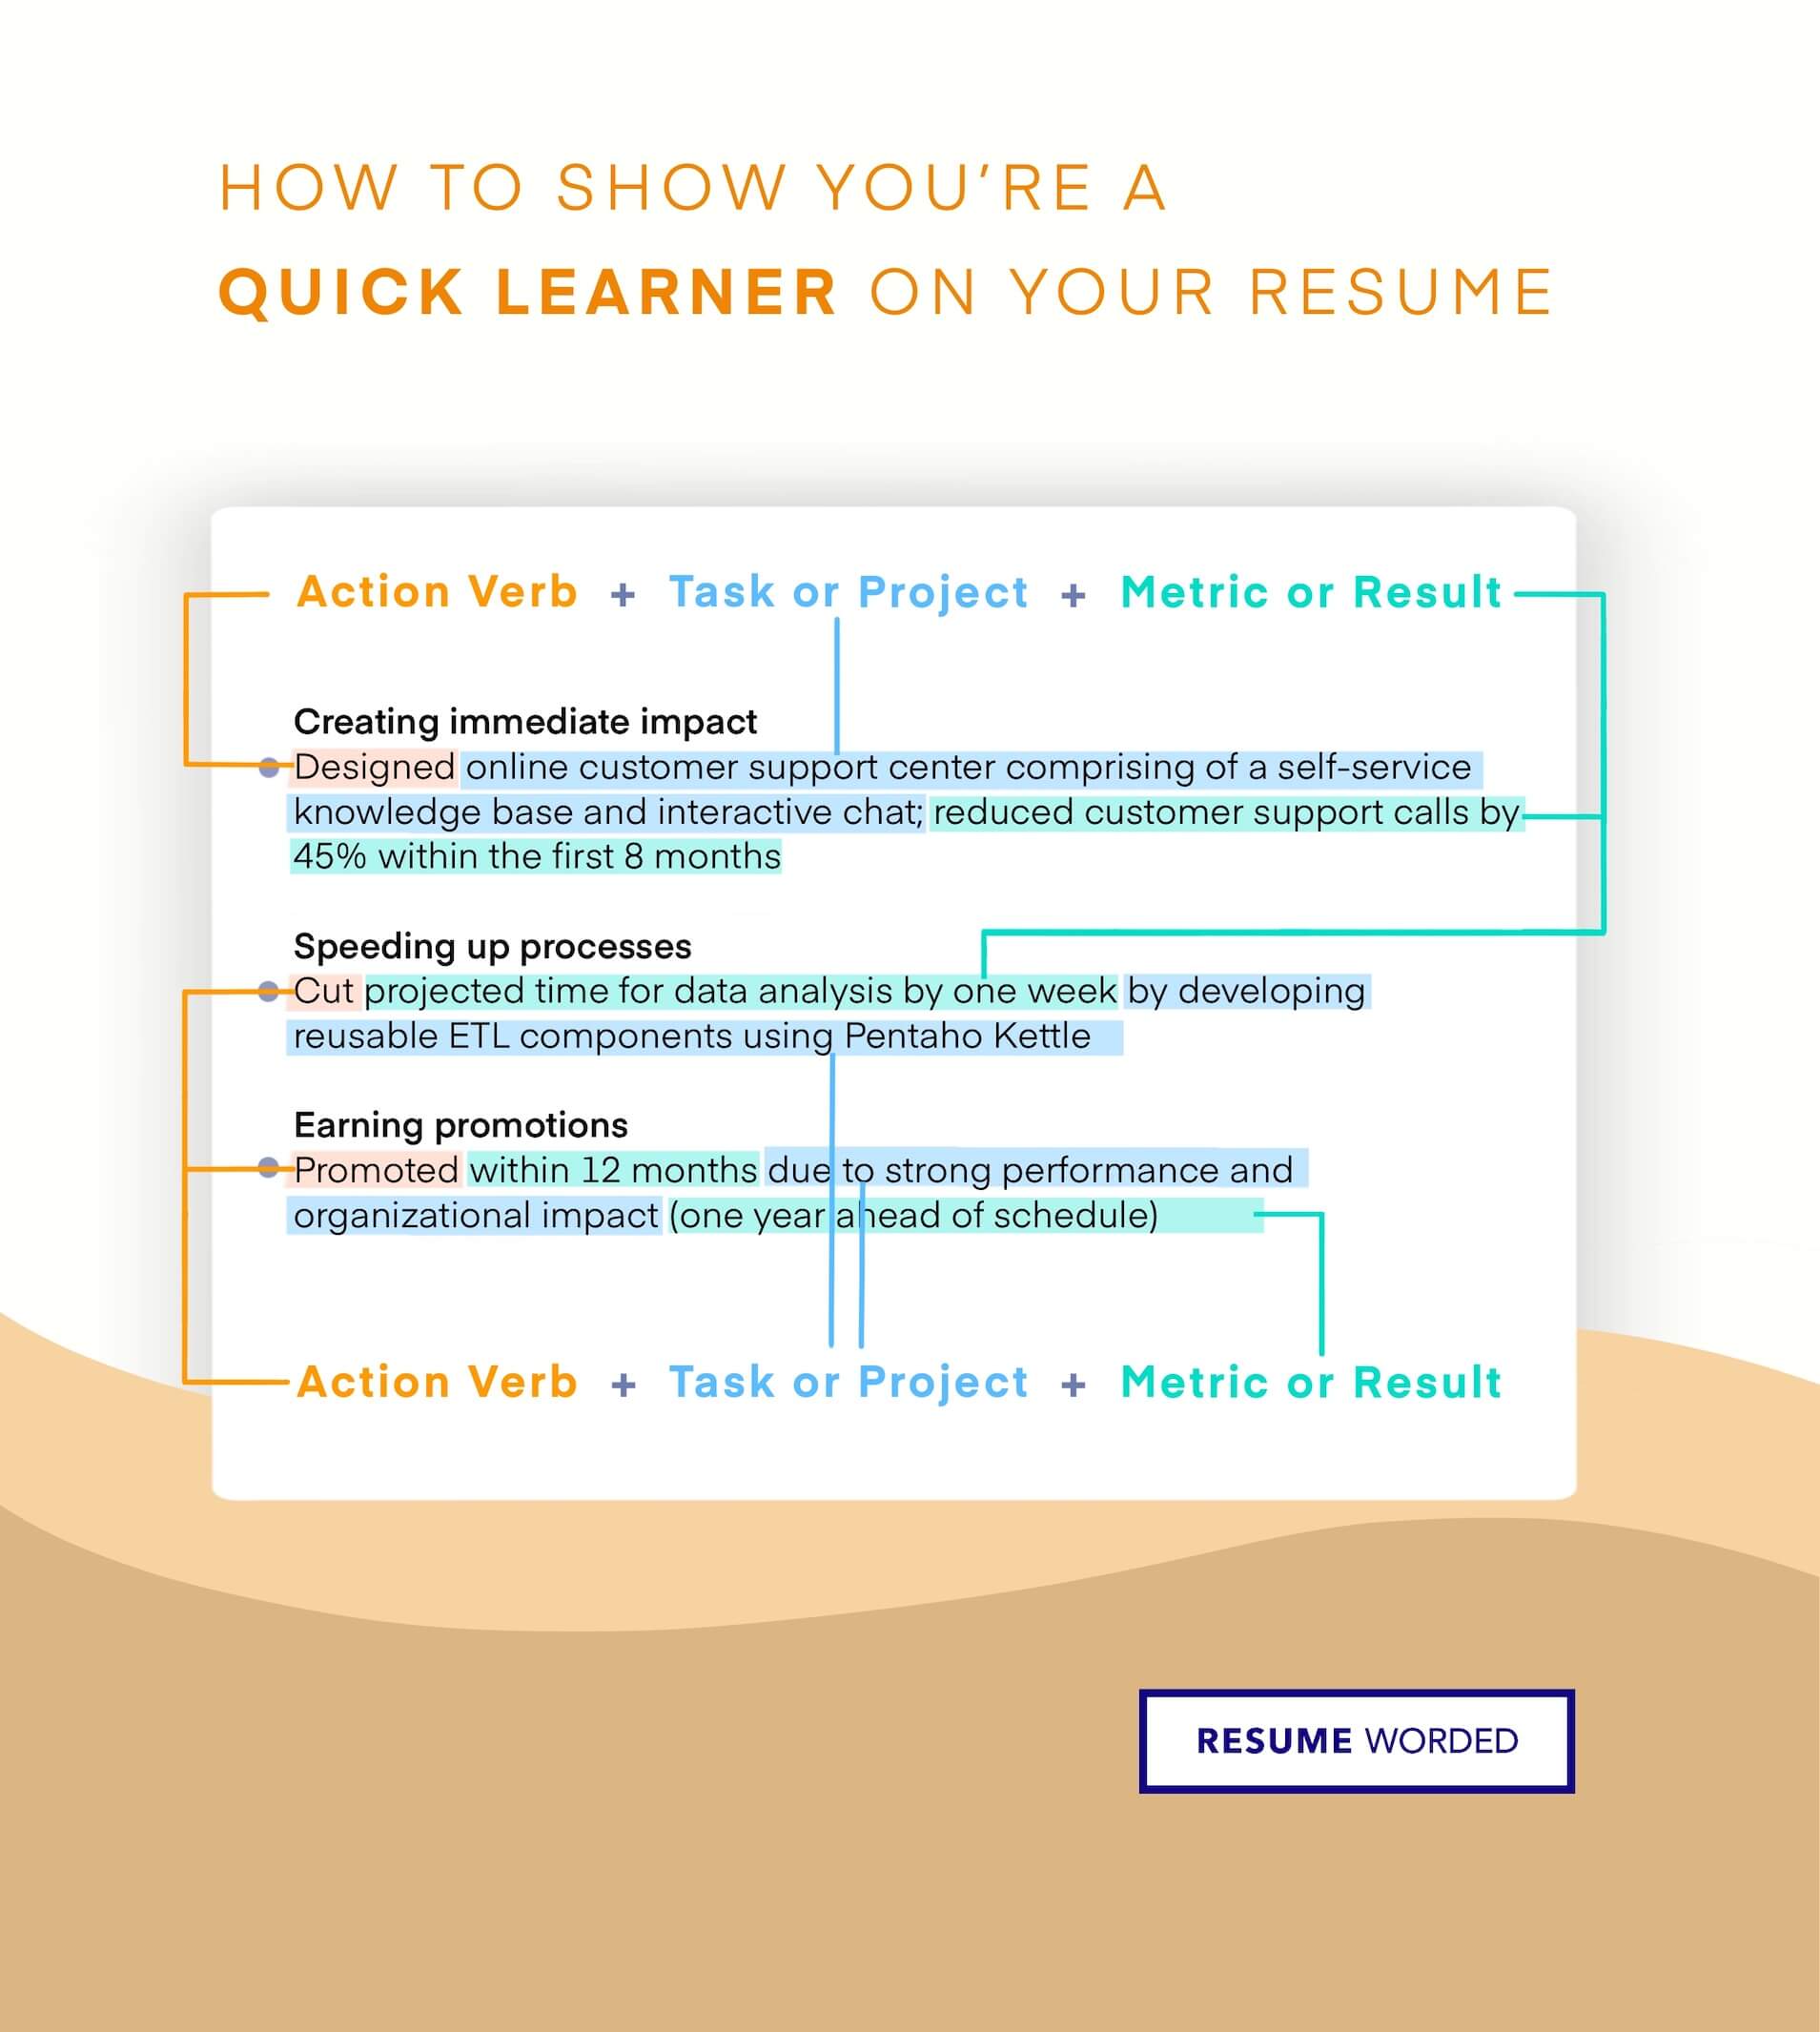 HOW TO SHOW YOU’RE A
QUICK LEARNER ON YOUR RESUME
Action Verb + Task or Project + Metric or Result
Creating immediate impact
Designed online customer support center comprising of a self-service
knowledge base and interactive chat; reduced customer support calls by
45% within the first 8 months
Speeding up processes
Cut projected time for data analysis by one week by developing
reusable ETL components using Pentaho Kettle
Earning promotions
Promoted within 12 months due to strong performance and
organizational impact (one year ahead of schedule)
Action Verb + Task or Project + Metric or Result
RESUME WORDED